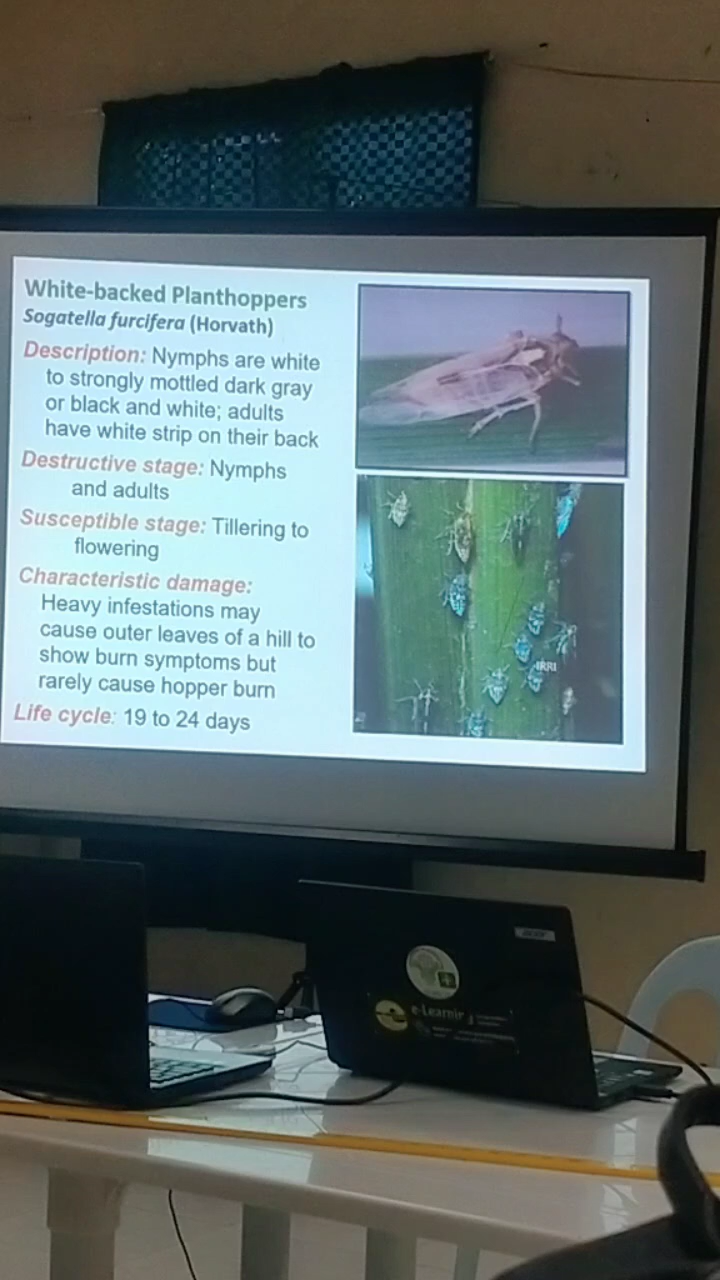 White-backed Planthoppers
Sogatella furcifera (Horvath)
Description: Nymphs are white
to strongly mottled dark gray
or black and white; adults
have white strip on their back
Destructive stage: Nymphs
and adults
Susceptible stage: Tillering to
flowering
Characteristic damage:
Heavy infestations may
cause outer leaves of a hill to
show burn symptoms but
rarely cause hopper burn
Life cycle: 19 to 24 days
IRRI
acer